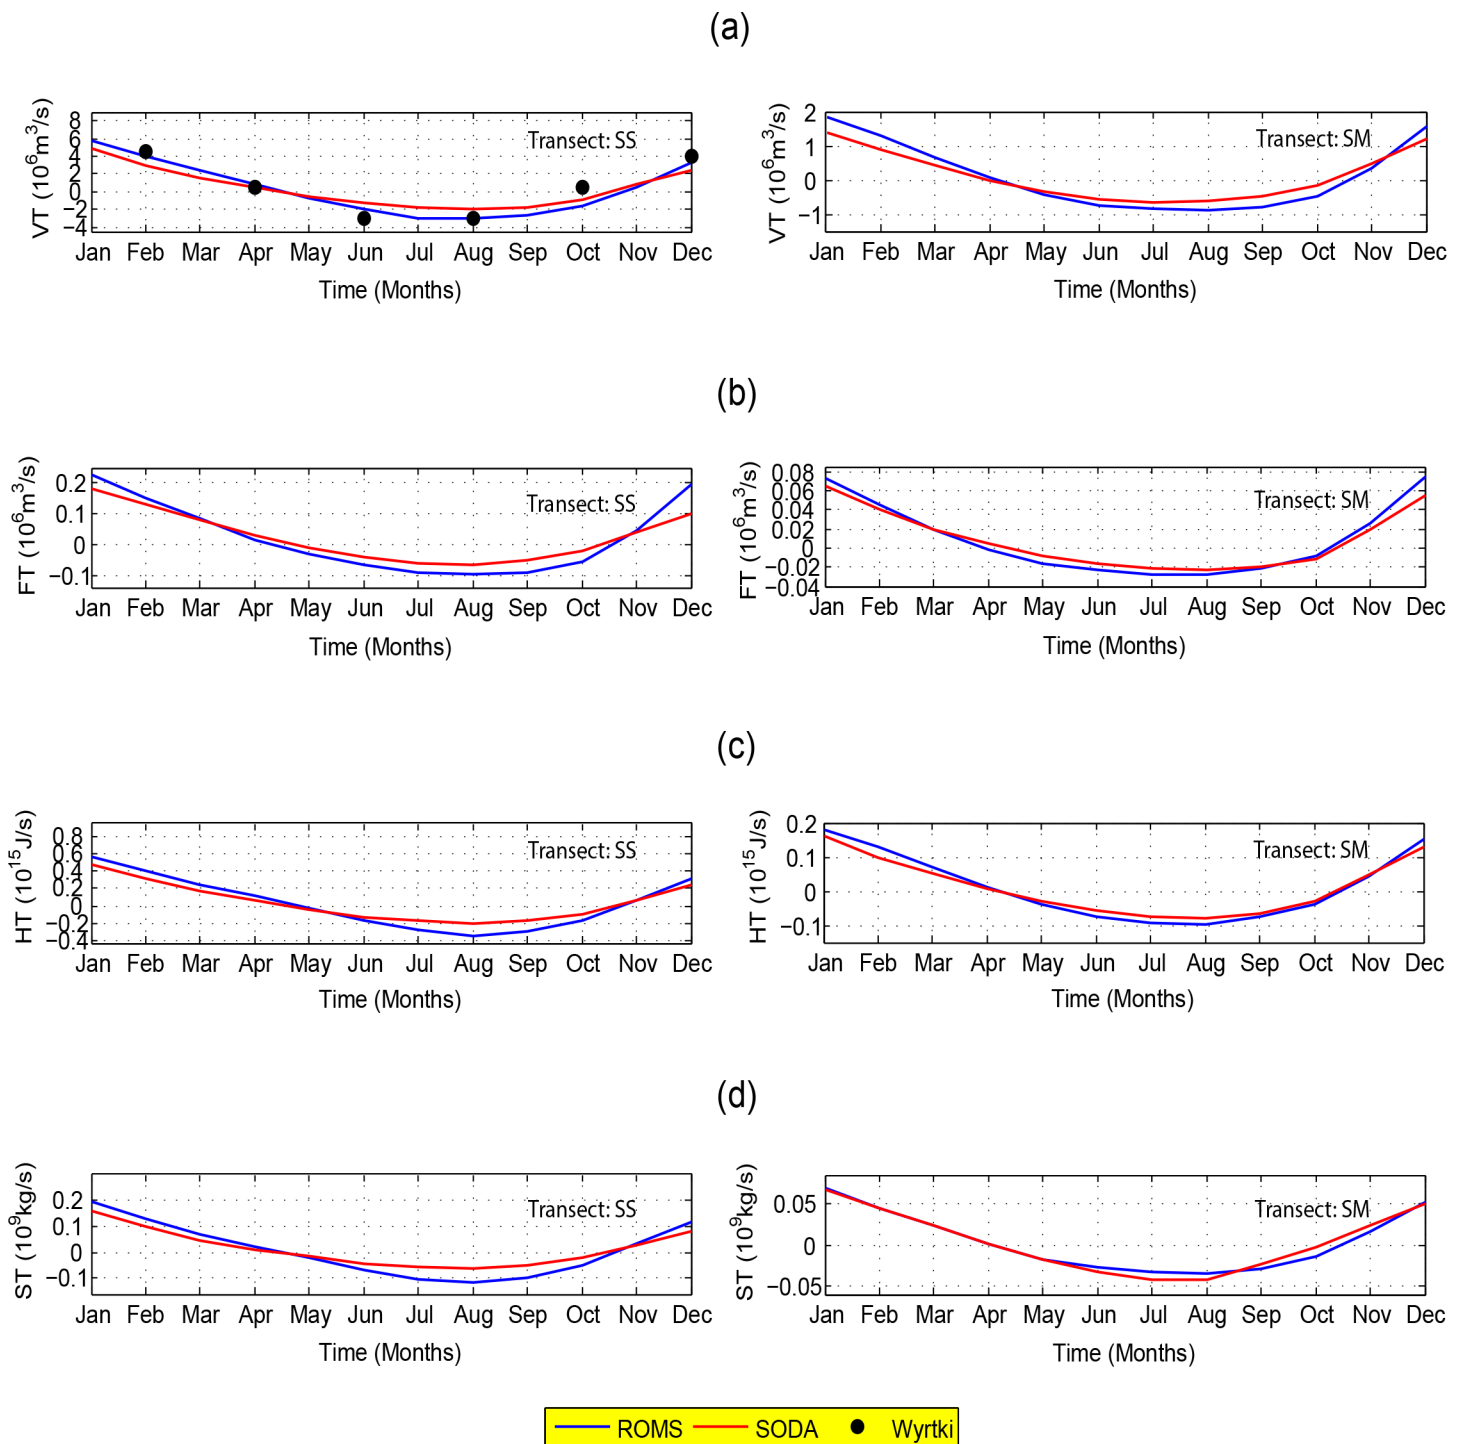 (a)
VT (10⁶m³/s)
8
6
4
2
0
−2
−4
Transect: SS
Jan Feb Mar Apr May Jun Jul Aug Sep Oct Nov Dec
Time (Months)
VT (10⁶m³/s)
2
1
0
−1
Transect: SM
Jan Feb Mar Apr May Jun Jul Aug Sep Oct Nov Dec
Time (Months)
(b)
FT (10⁶m³/s)
0.2
0.1
0
−0.1
Transect: SS
Jan Feb Mar Apr May Jun Jul Aug Sep Oct Nov Dec
Time (Months)
FT (10⁶m³/s)
0.08
0.06
0.04
0.02
0
−0.02
−0.04
Transect: SM
Jan Feb Mar Apr May Jun Jul Aug Sep Oct Nov Dec
Time (Months)
(c)
HT (10¹⁵J/s)
0.8
0.6
0.4
0.2
0
−0.2
−0.4
Transect: SS
Jan Feb Mar Apr May Jun Jul Aug Sep Oct Nov Dec
Time (Months)
HT (10¹⁵J/s)
0.2
0.1
0
−0.1
Transect: SM
Jan Feb Mar Apr May Jun Jul Aug Sep Oct Nov Dec
Time (Months)
(d)
ST (10⁹kg/s)
0.2
0.1
0
−0.1
Transect: SS
Jan Feb Mar Apr May Jun Jul Aug Sep Oct Nov Dec
Time (Months)
ST (10⁹kg/s)
0.05
0
−0.05
Transect: SM
Jan Feb Mar Apr May Jun Jul Aug Sep Oct Nov Dec
Time (Months)
ROMS SODA Wyrtki